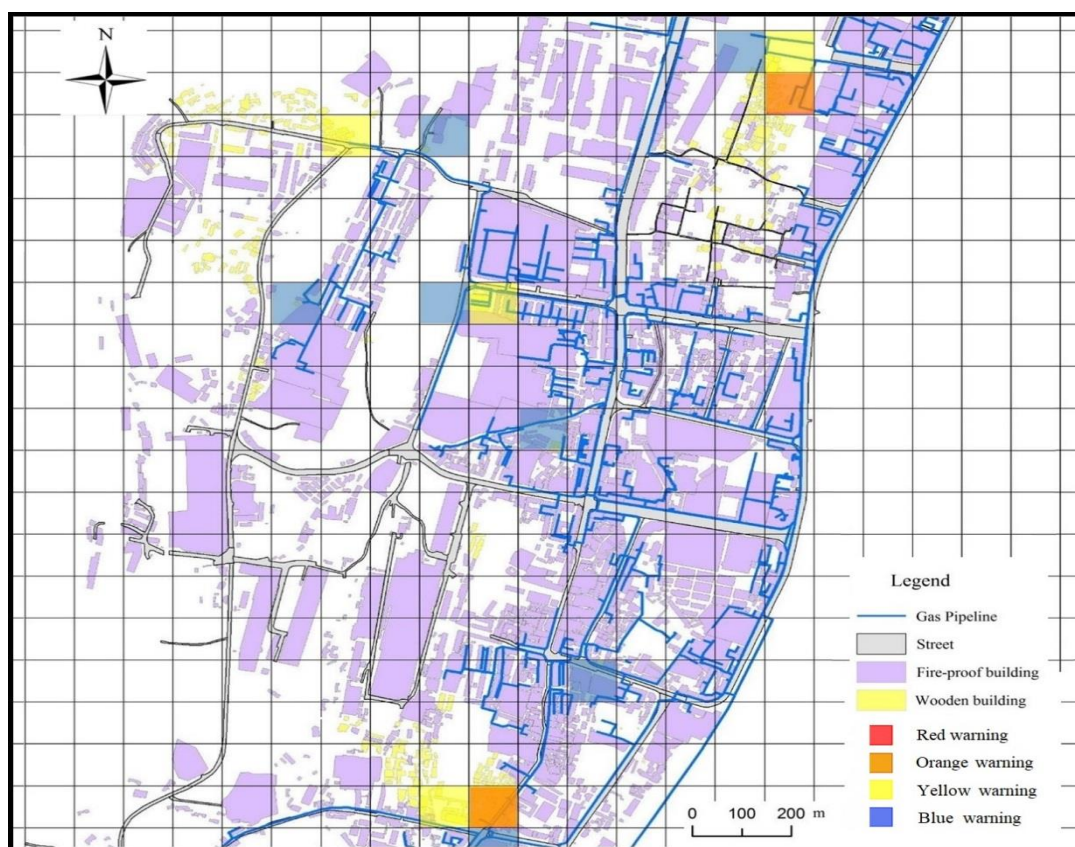 N
Legend
Gas Pipeline
Street
Fire-proof building
Wooden building
Red warning
Orange warning
Yellow warning
Blue warning
0 100 200 m